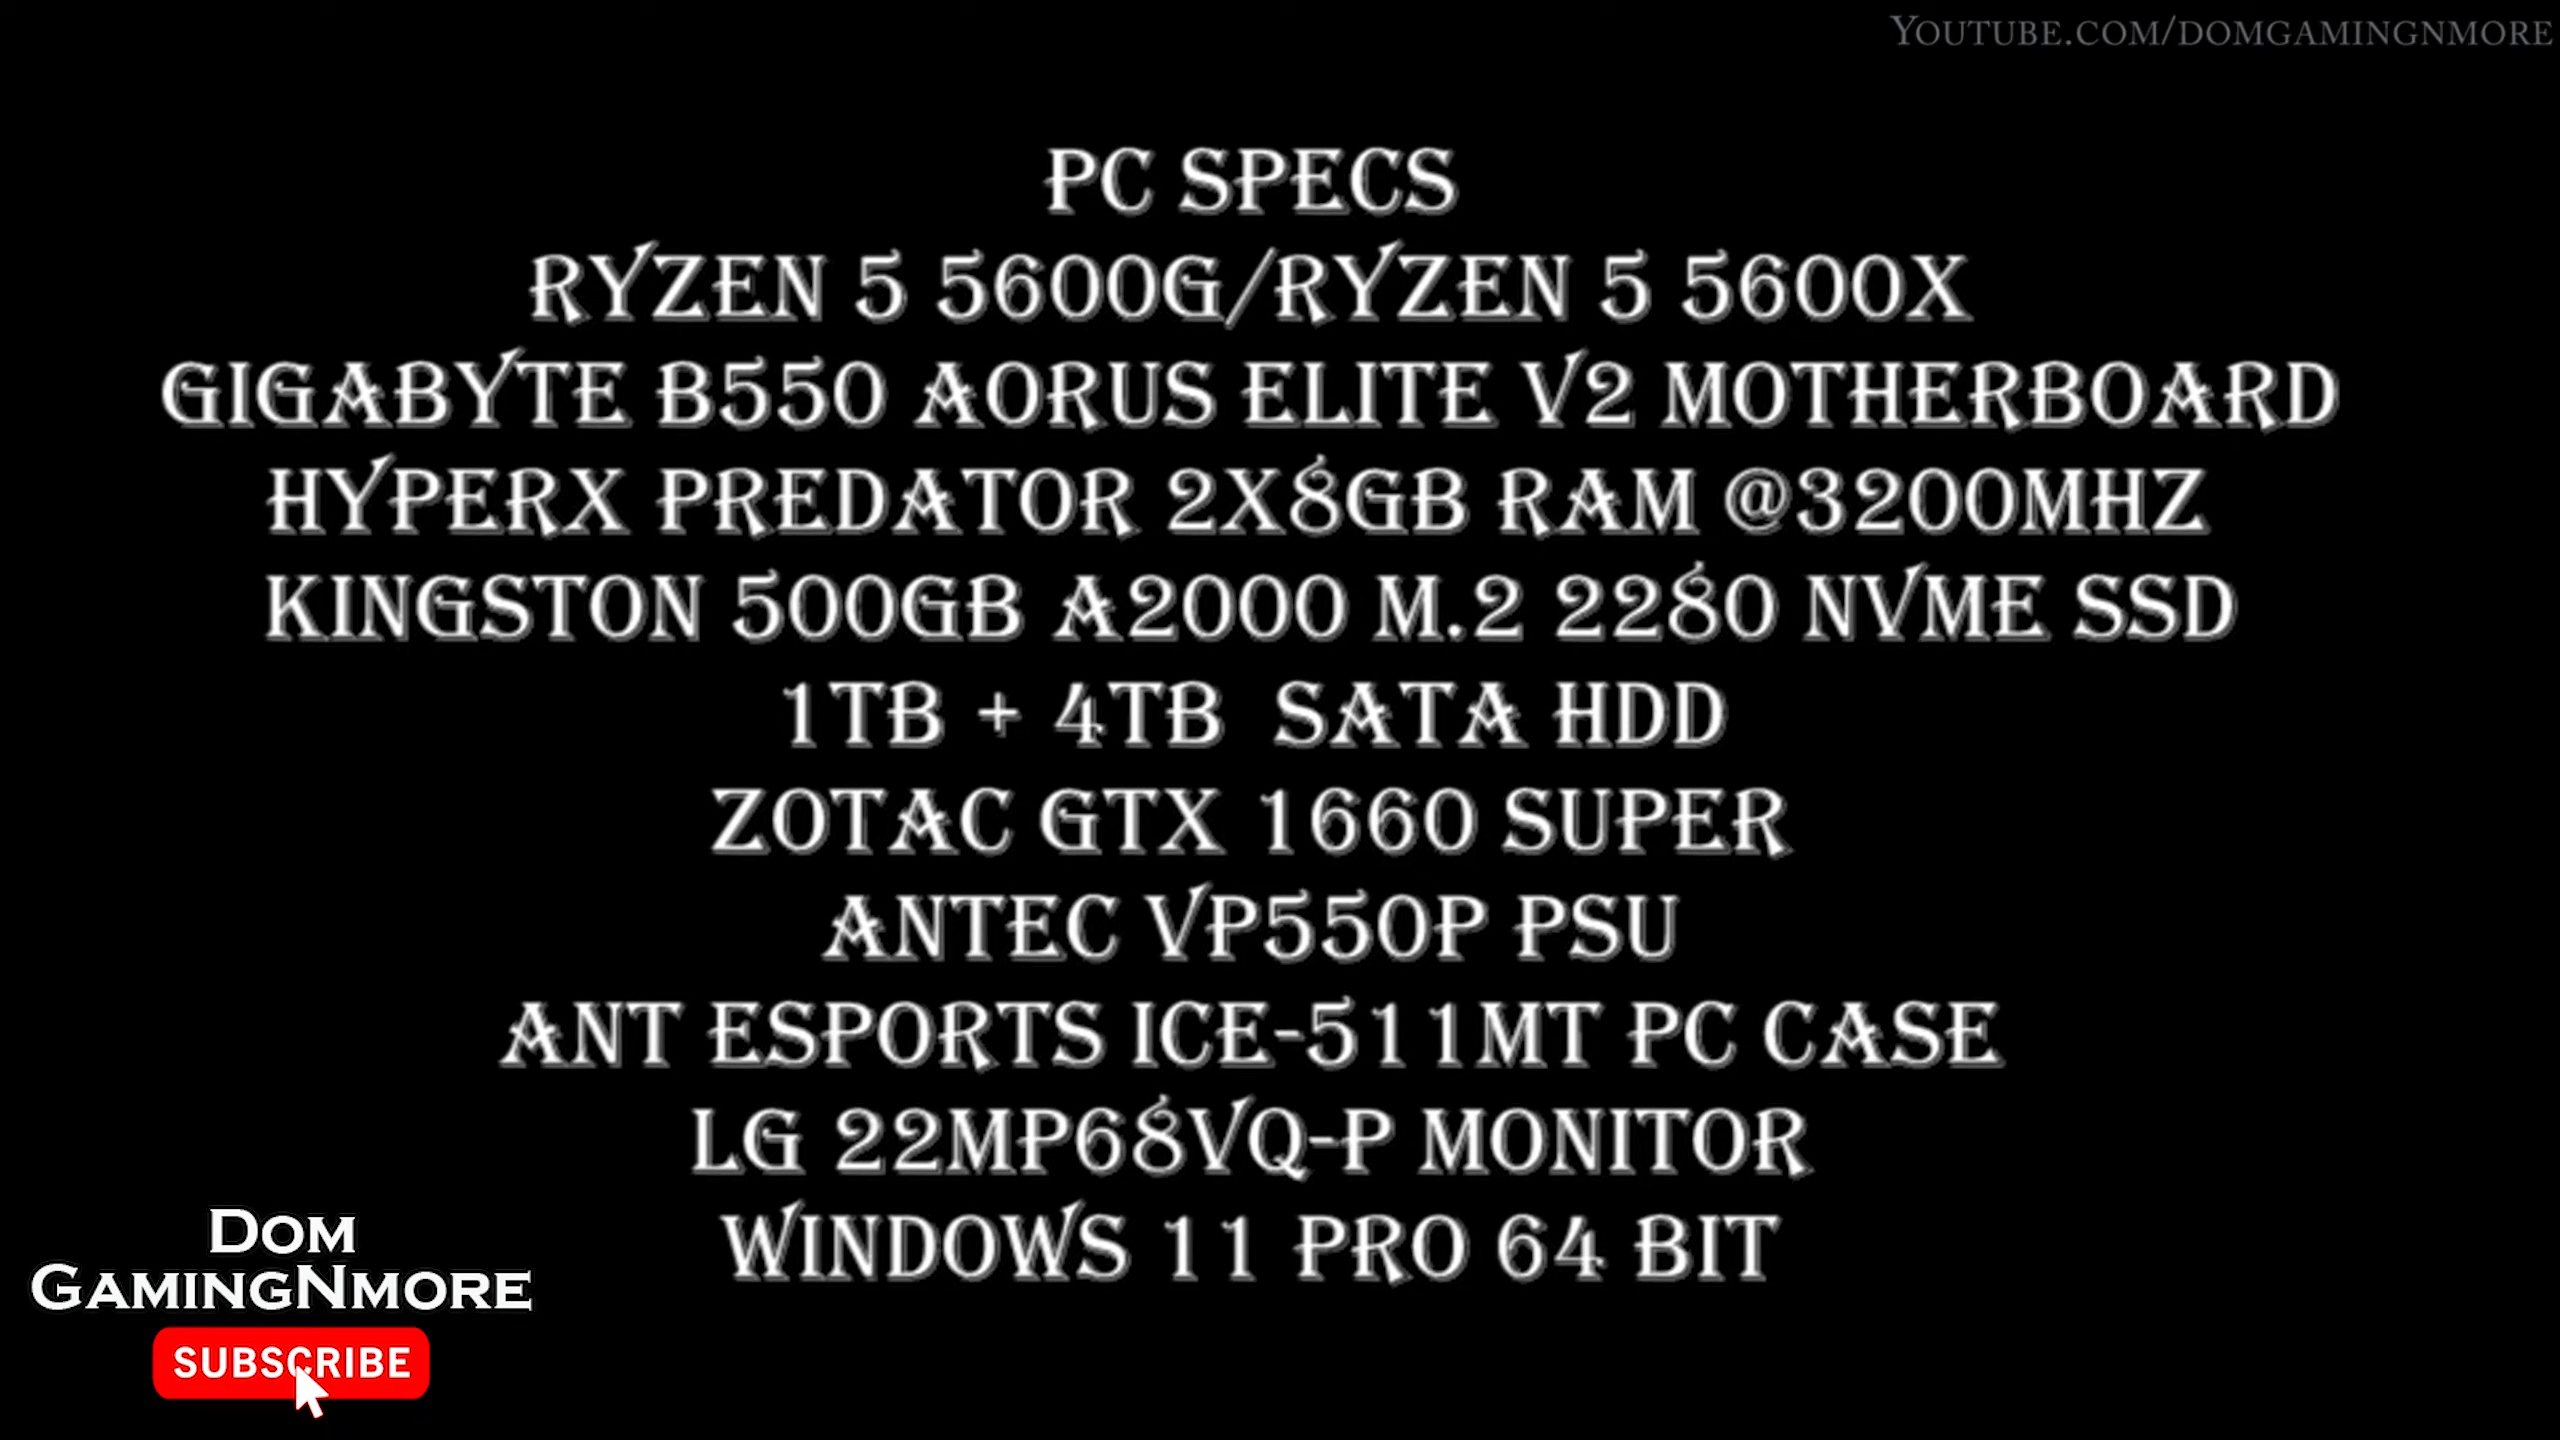 Youtube.com/domgamingnmore
PC SPECS
RYZEN 5 5600G/RYZEN 5 5600X
GIGABYTE B550 AORUS ELITE V2 MOTHERBOARD
HYPERX PREDATOR 2X8GB RAM @3200MHZ
KINGSTON 500GB A2000 M.2 2280 NVME SSD
1TB + 4TB  SATA HDD
ZOTAC GTX 1660 SUPER
ANTEC VP550P PSU
ANT ESPORTS ICE-511MT PC CASE
LG 22MP68VQ-P MONITOR
WINDOWS 11 PRO 64 BIT
Dom
GamingNmore
SUBSCRIBE